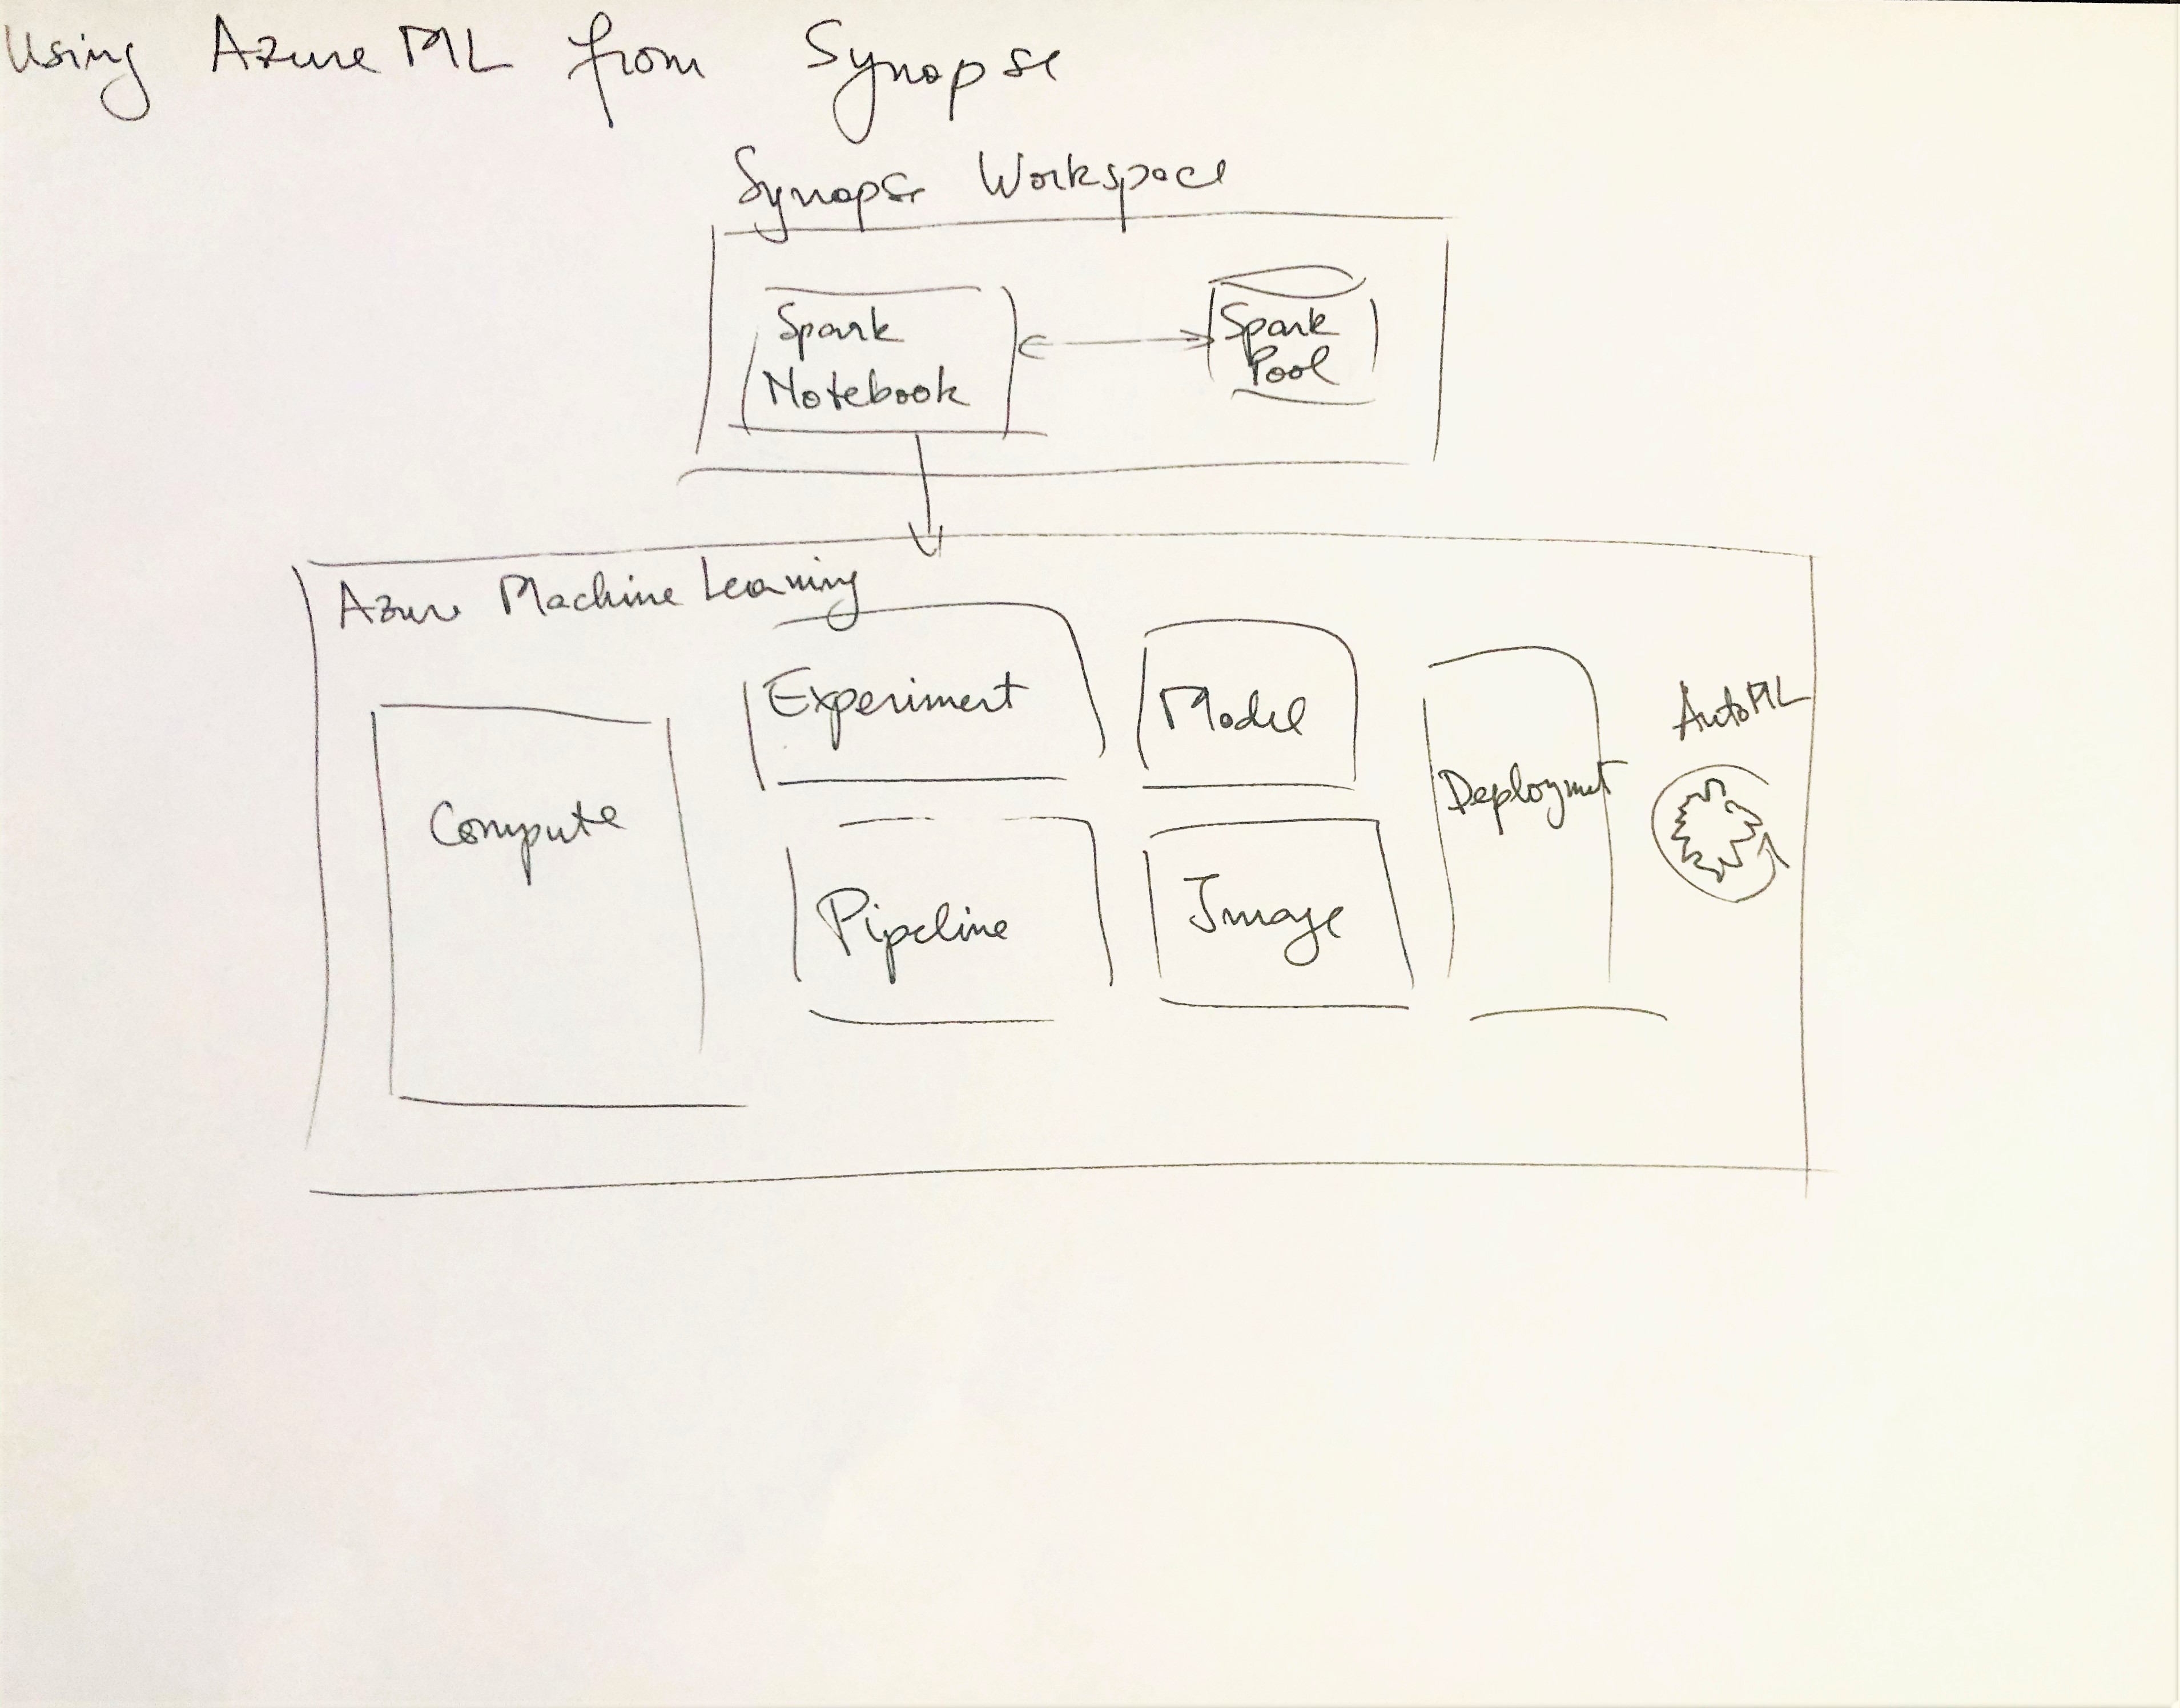 Using Azure ML from Synapse
Synapse Workspace
Spark
Notebook
Spark
Pool
Azure Machine Learning
Compute
Experiment
Pipeline
Model
Image
Deployment
AutoML